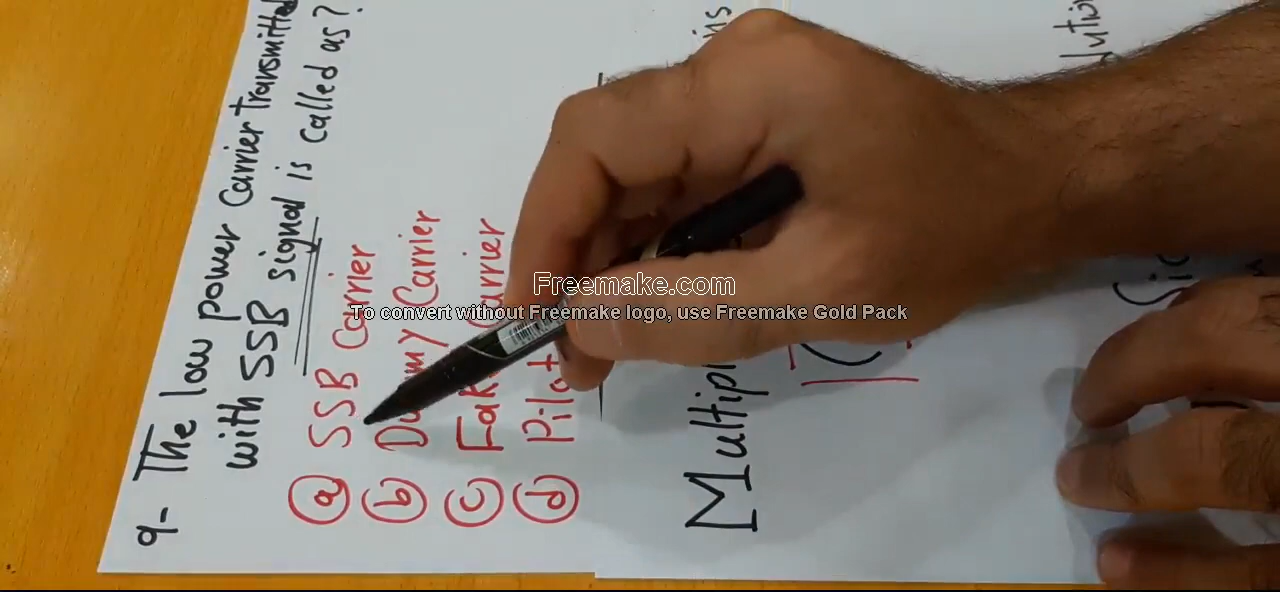 9- The low power Carrier transmitted
with SSB signal is called as?
a SSB Carrier
b Dummy Carrier
c Fake Carrier
d Pilot
Multipl
Freemake.com
To convert without Freemake logo, use Freemake Gold Pack